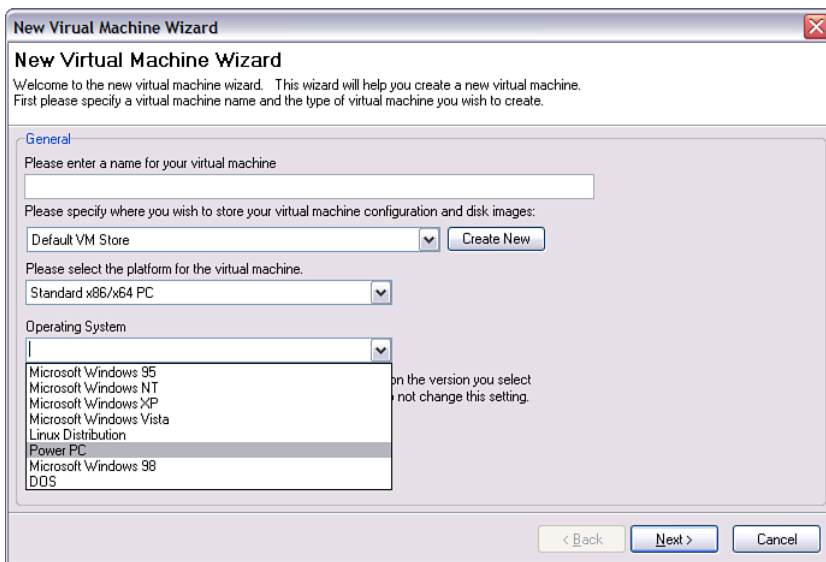 New Virual Machine Wizard
New Virtual Machine Wizard
Welcome to the new virtual machine wizard. This wizard will help you create a new virtual machine.
First please specify a virtual machine name and the type of virtual machine you wish to create.
General
Please enter a name for your virtual machine
Please specify where you wish to store your virtual machine configuration and disk images:
Default VM Store
Create New
Please select the platform for the virtual machine.
Standard x86/x64 PC
Operating System
Microsoft Windows 95
Microsoft Windows NT
on the version you select
Microsoft Windows XP
not change this setting.
Microsoft Windows Vista
Linux Distribution
Power PC
Microsoft Windows 98
DOS
< Back
Next >
Cancel